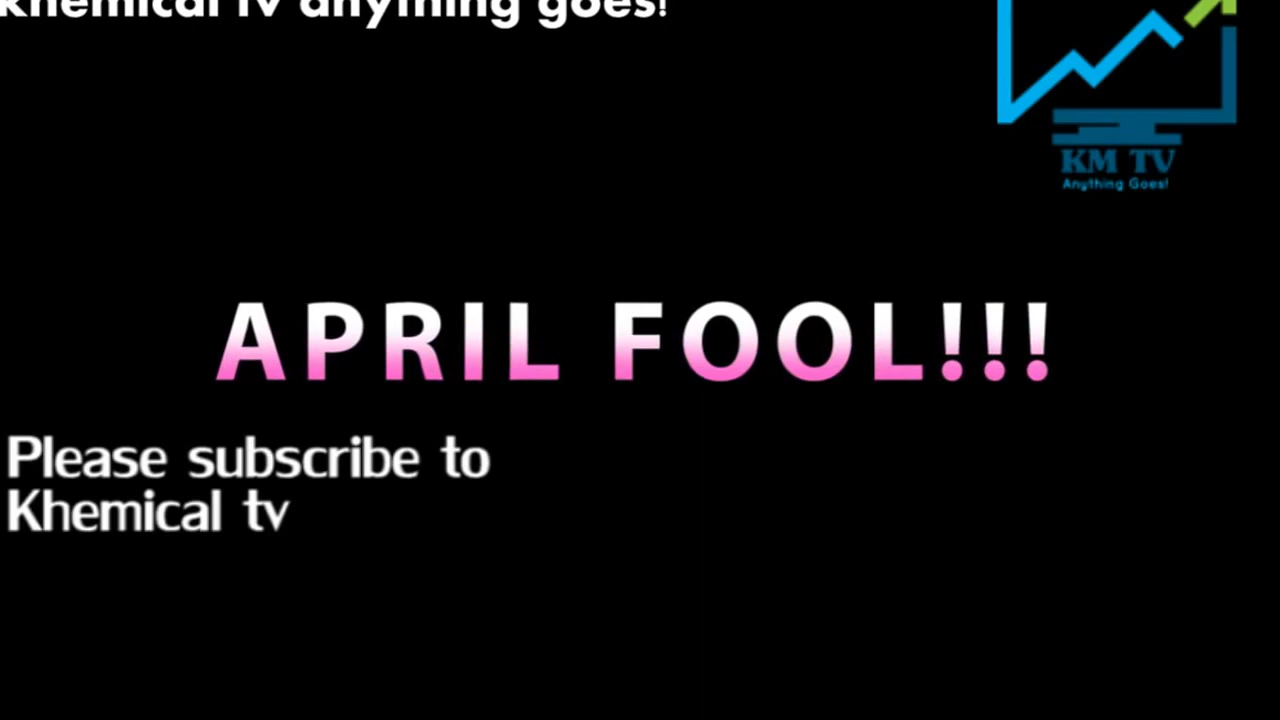 Khemical tv anything goes!
KM TV
Anything Goes!
APRIL FOOL!!!
Please subscribe to
Khemical tv